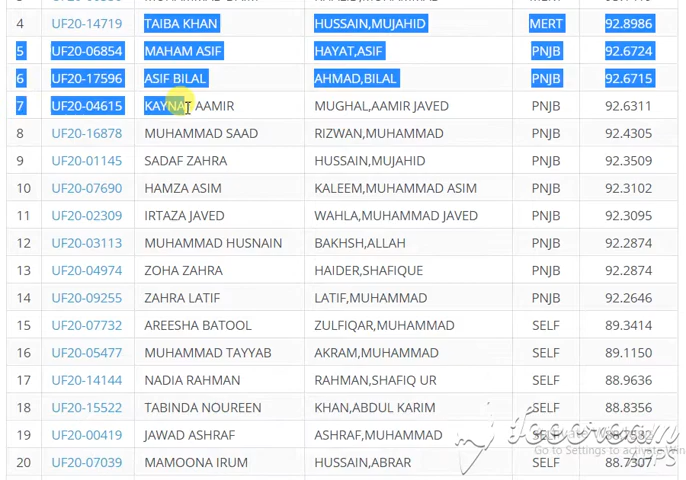 4 UF20-14719 TAIBA KHAN HUSSAIN,MUJAHID MERT 92.8986
5 UF20-06854 MAHAM ASIF HAYAT,ASIF PNJB 92.6724
6 UF20-17596 ASIF BILAL AHMAD,BILAL PNJB 92.6715
7 UF20-04615 KAYNAT AAMIR MUGHAL,AAMIR JAVED PNJB 92.6311
8 UF20-16878 MUHAMMAD SAAD RIZWAN,MUHAMMAD PNJB 92.4305
9 UF20-01145 SADAF ZAHRA HUSSAIN,MUJAHID PNJB 92.3509
10 UF20-07690 HAMZA ASIM KALEEM,MUHAMMAD ASIM PNJB 92.3102
11 UF20-02309 IRTAZA JAVED WAHLA,MUHAMMAD JAVED PNJB 92.3095
12 UF20-03113 MUHAMMAD HUSNAIN BAKHSH,ALLAH PNJB 92.2874
13 UF20-04974 ZOHA ZAHRA HAIDER,SHAFIQUE PNJB 92.2874
14 UF20-09255 ZAHRA LATIF LATIF,MUHAMMAD PNJB 92.2646
15 UF20-07732 AREESHA BATOOL ZULFIQAR,MUHAMMAD SELF 89.3414
16 UF20-05477 MUHAMMAD TAYYAB AKRAM,MUHAMMAD SELF 89.1150
17 UF20-14144 NADIA RAHMAN RAHMAN,SHAFIQ UR SELF 88.9636
18 UF20-15522 TABINDA NOUREEN KHAN,ABDUL KARIM SELF 88.8356
19 UF20-00419 JAWAD ASHRAF ASHRAF,MUHAMMAD SELF
Icecream
Go to Settings to activate Win
20 UF20-07039 MAMOONA IRUM HUSSAIN,ABRAR SELF 88.7307
APPS